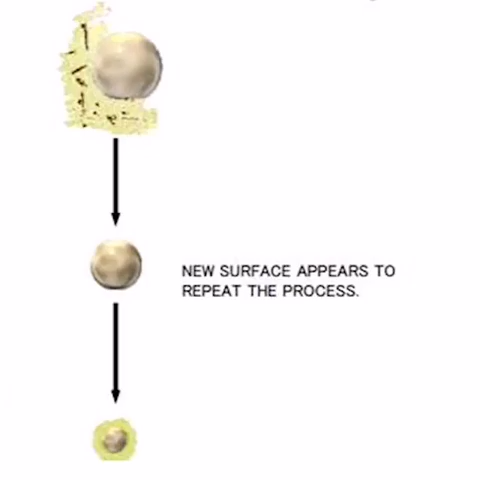 NEW SURFACE APPEARS TO
REPEAT THE PROCESS.